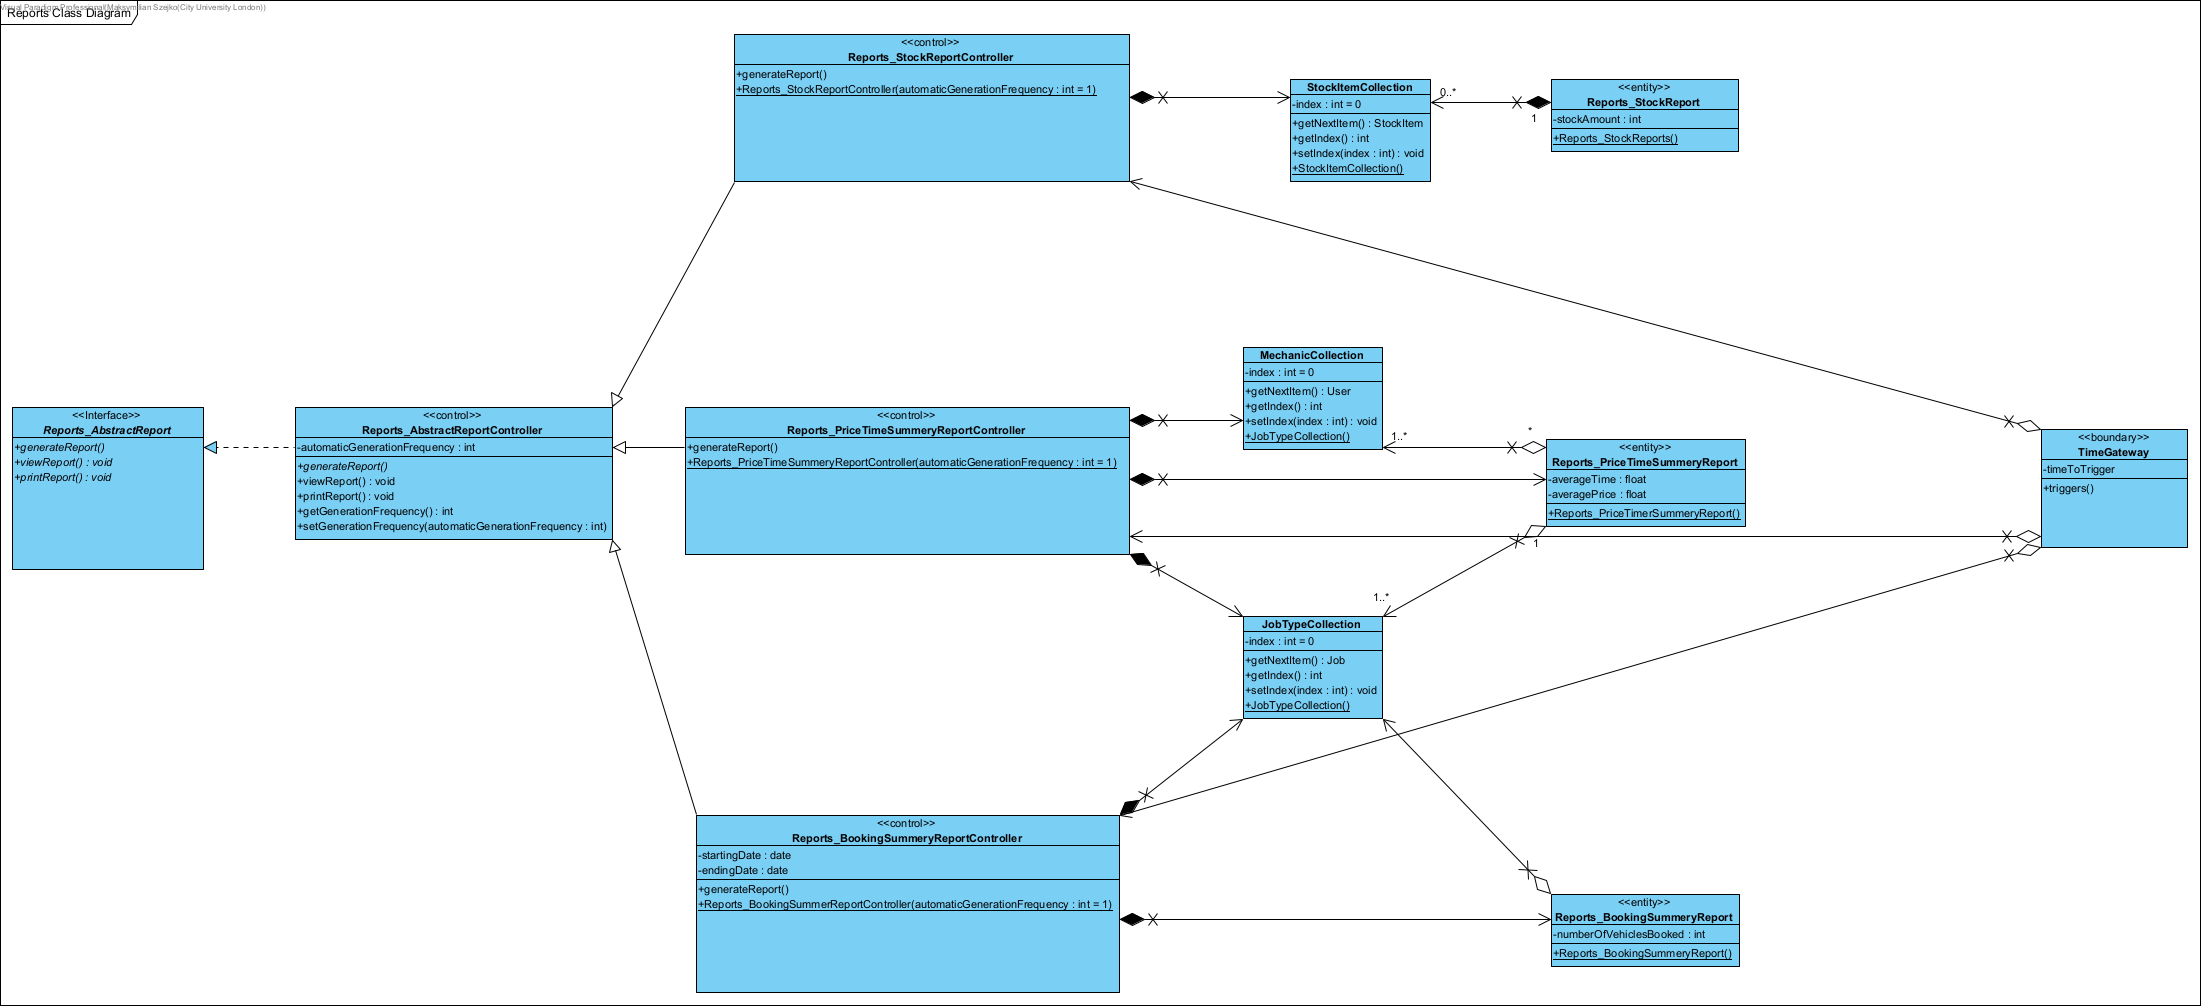 Visual Paradigm Professional(Maksymilian Szejko(City University London))
Reports Class Diagram
<<control>>
Reports_StockReportController
+generateReport()
+Reports_StockReportController(automaticGenerationFrequency : int = 1)
StockItemCollection
-index : int = 0
+getNextItem() : StockItem
+getIndex() : int
+setIndex(index : int) : void
+StockItemCollection()
0..*
1
<<entity>>
Reports_StockReport
-stockAmount : int
+Reports_StockReports()
<<Interface>>
Reports_AbstractReport
+generateReport()
+viewReport() : void
+printReport() : void
<<control>>
Reports_AbstractReportController
-automaticGenerationFrequency : int
+generateReport()
+viewReport() : void
+printReport() : void
+getGenerationFrequency() : int
+setGenerationFrequency(automaticGenerationFrequency : int)
<<control>>
Reports_PriceTimeSummeryReportController
+generateReport()
+Reports_PriceTimeSummeryReportController(automaticGenerationFrequency : int = 1)
MechanicCollection
-index : int = 0
+getNextItem() : User
+getIndex() : int
+setIndex(index : int) : void
+JobTypeCollection()
1..*
*
<<entity>>
Reports_PriceTimeSummeryReport
-averageTime : float
-averagePrice : float
+Reports_PriceTimerSummeryReport()
1
1..*
<<boundary>>
TimeGateway
-timeToTrigger
+triggers()
JobTypeCollection
-index : int = 0
+getNextItem() : Job
+getIndex() : int
+setIndex(index : int) : void
+JobTypeCollection()
<<control>>
Reports_BookingSummeryReportController
-startingDate : date
-endingDate : date
+generateReport()
+Reports_BookingSummerReportController(automaticGenerationFrequency : int = 1)
<<entity>>
Reports_BookingSummeryReport
-numberOfVehiclesBooked : int
+Reports_BookingSummeryReport()